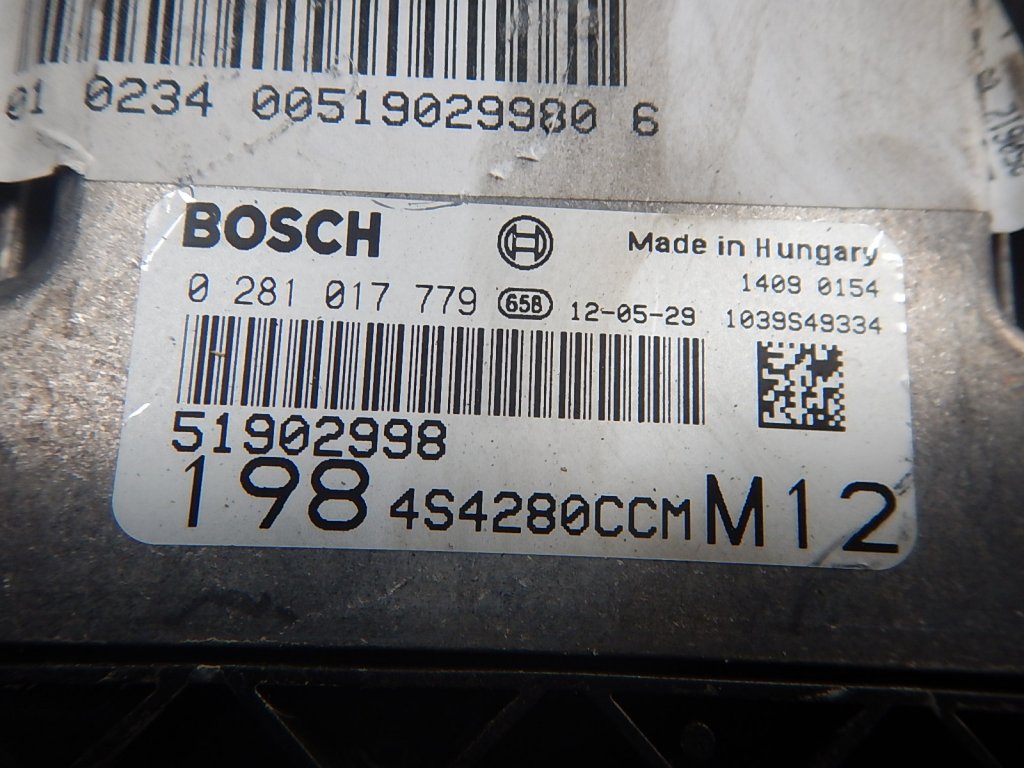 01 0234 00519029980 6
BOSCH
Made in Hungary
1409 0154
0 281 017 779 658 12-05-29 1039S49334
51902998
198 4S4280CCM M12